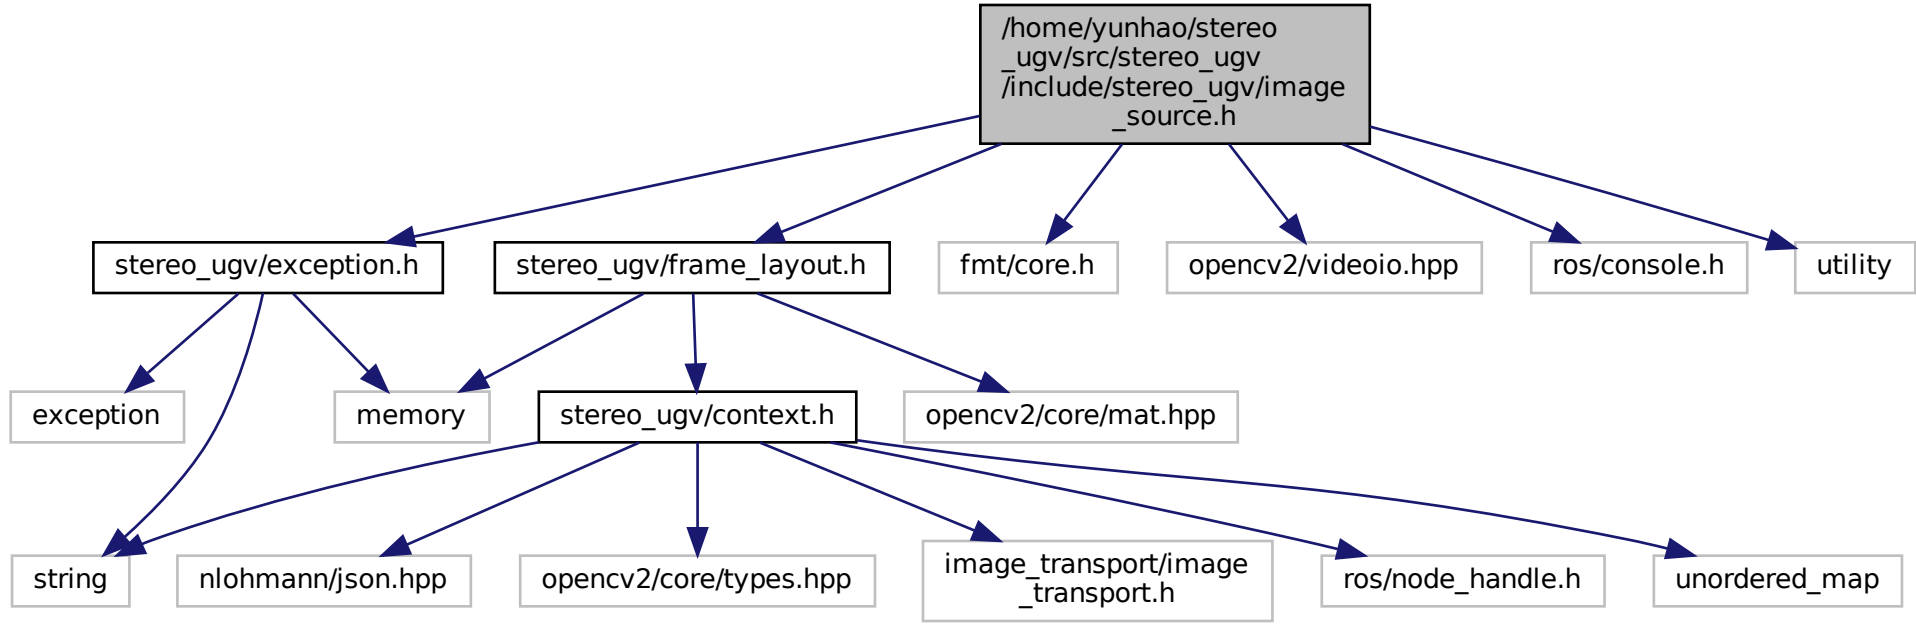 /home/yunhao/stereo
_ugv/src/stereo_ugv
/include/stereo_ugv/image
_source.h
stereo_ugv/exception.h
stereo_ugv/frame_layout.h
fmt/core.h
opencv2/videoio.hpp
ros/console.h
utility
exception
memory
stereo_ugv/context.h
opencv2/core/mat.hpp
string
nlohmann/json.hpp
opencv2/core/types.hpp
image_transport/image
_transport.h
ros/node_handle.h
unordered_map